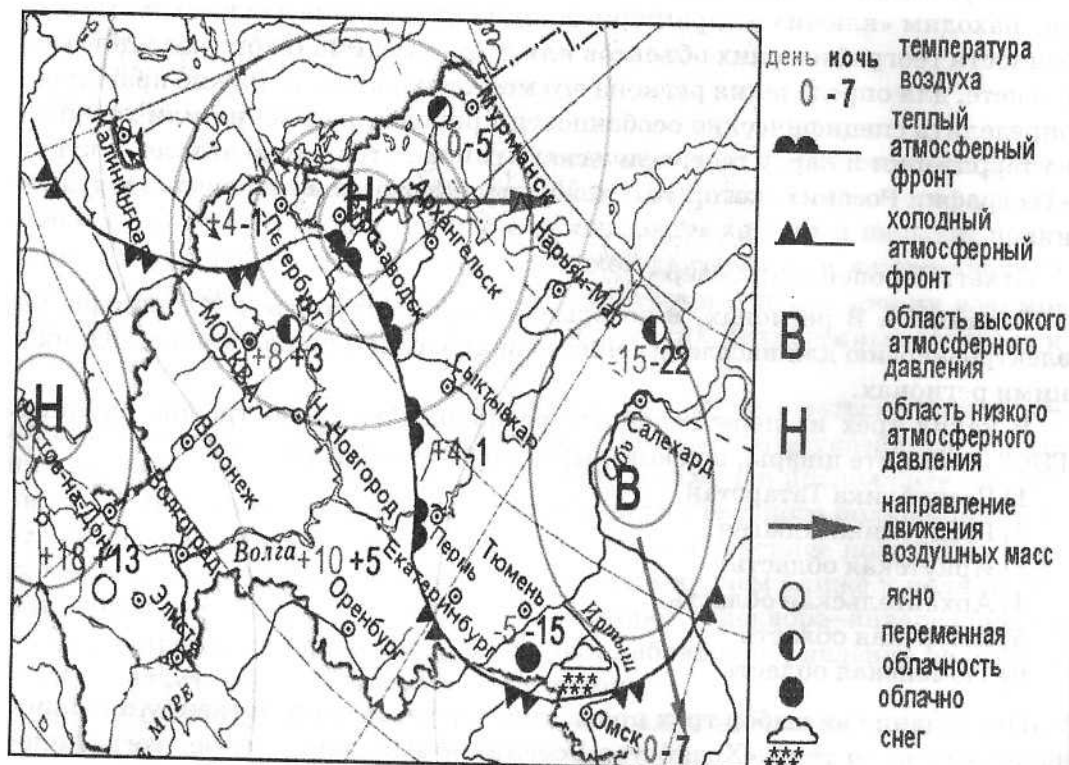 Калининград
Мурманск
0 -5
Н
+4 -1
С.-Петербург
Петрозаводск
Архангельск
Нарьян-Мар
МОСКВА
+8 +3
-15 -22
Сыктывкар
Салехард
Обь
В
Н
Н. Новгород
+4 -1
Воронеж
Ростов-на-Дону
Волгоград
Волга
+10 +5
+18 +13
Элиста
Оренбург
Екатеринбург
Пермь
Тюмень
-5 -15
Иртыш
Омск
0 -7
МОРЕ
день ночь
0 -7
температура
воздуха
теплый
атмосферный
фронт
холодный
атмосферный
фронт
В
область высокого
атмосферного
давления
Н
область низкого
атмосферного
давления
направление
движения
воздушных масс
ясно
переменная
облачность
облачно
снег